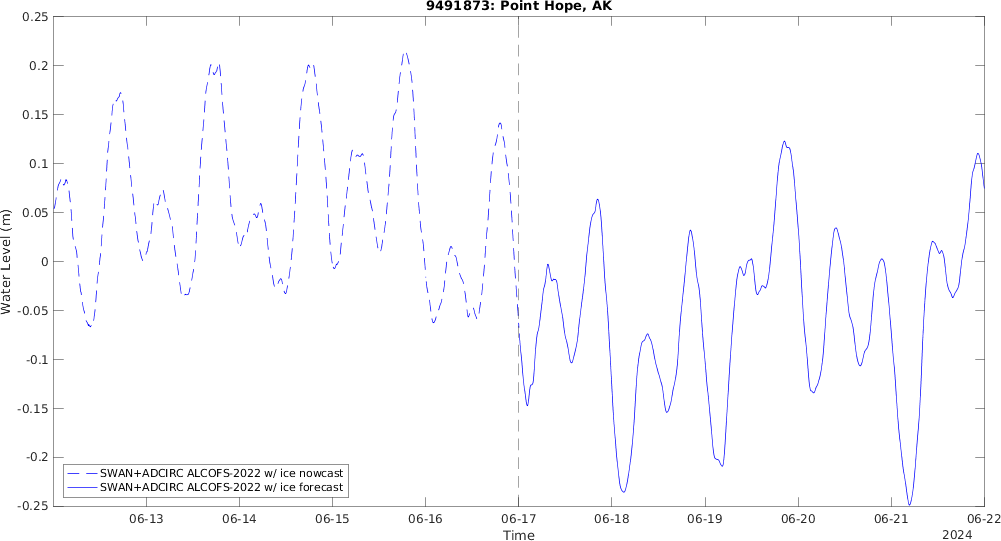 9491873: Point Hope, AK
0.25
0.2
0.15
0.1
0.05
0
-0.05
-0.1
-0.15
-0.2
-0.25
Water Level (m)
SWAN+ADCIRC ALCOFS-2022 w/ ice nowcast
SWAN+ADCIRC ALCOFS-2022 w/ ice forecast
06-13 06-14 06-15 06-16 06-17 06-18 06-19 06-20 06-21 06-22
Time
2024